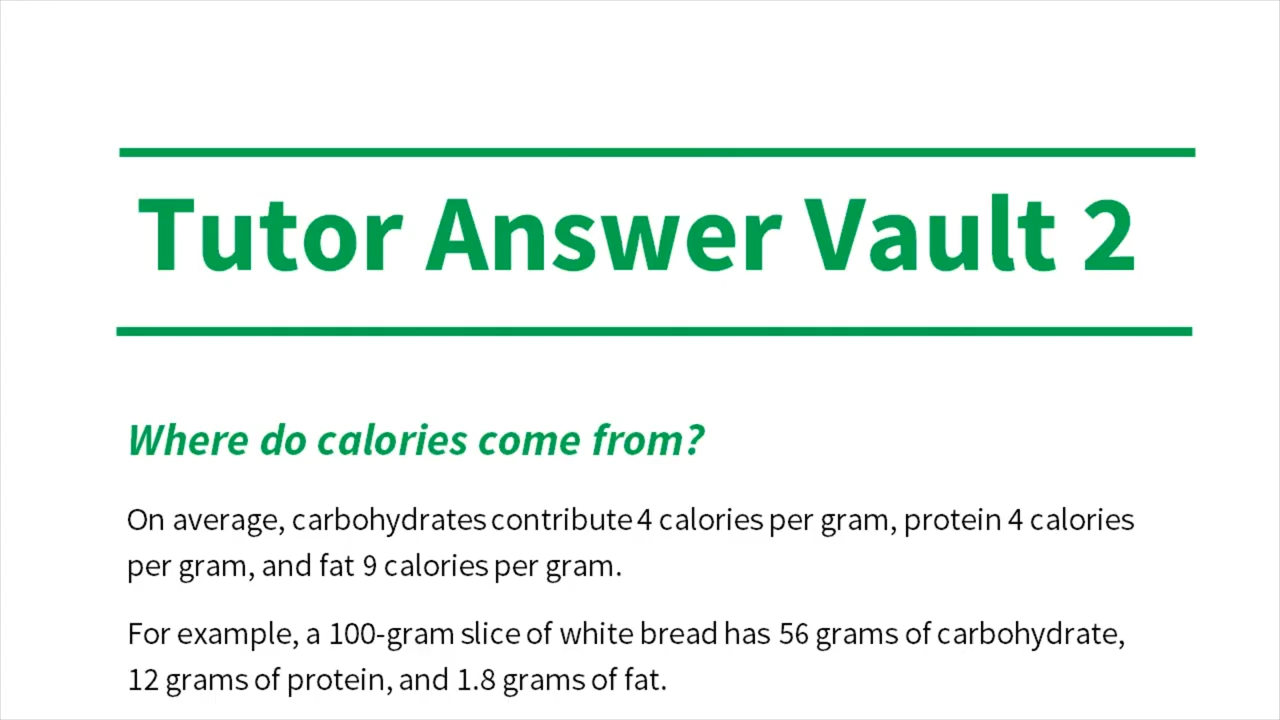 Tutor Answer Vault 2
Where do calories come from?
On average, carbohydrates contribute 4 calories per gram, protein 4 calories
per gram, and fat 9 calories per gram.
For example, a 100-gram slice of white bread has 56 grams of carbohydrate,
12 grams of protein, and 1.8 grams of fat.